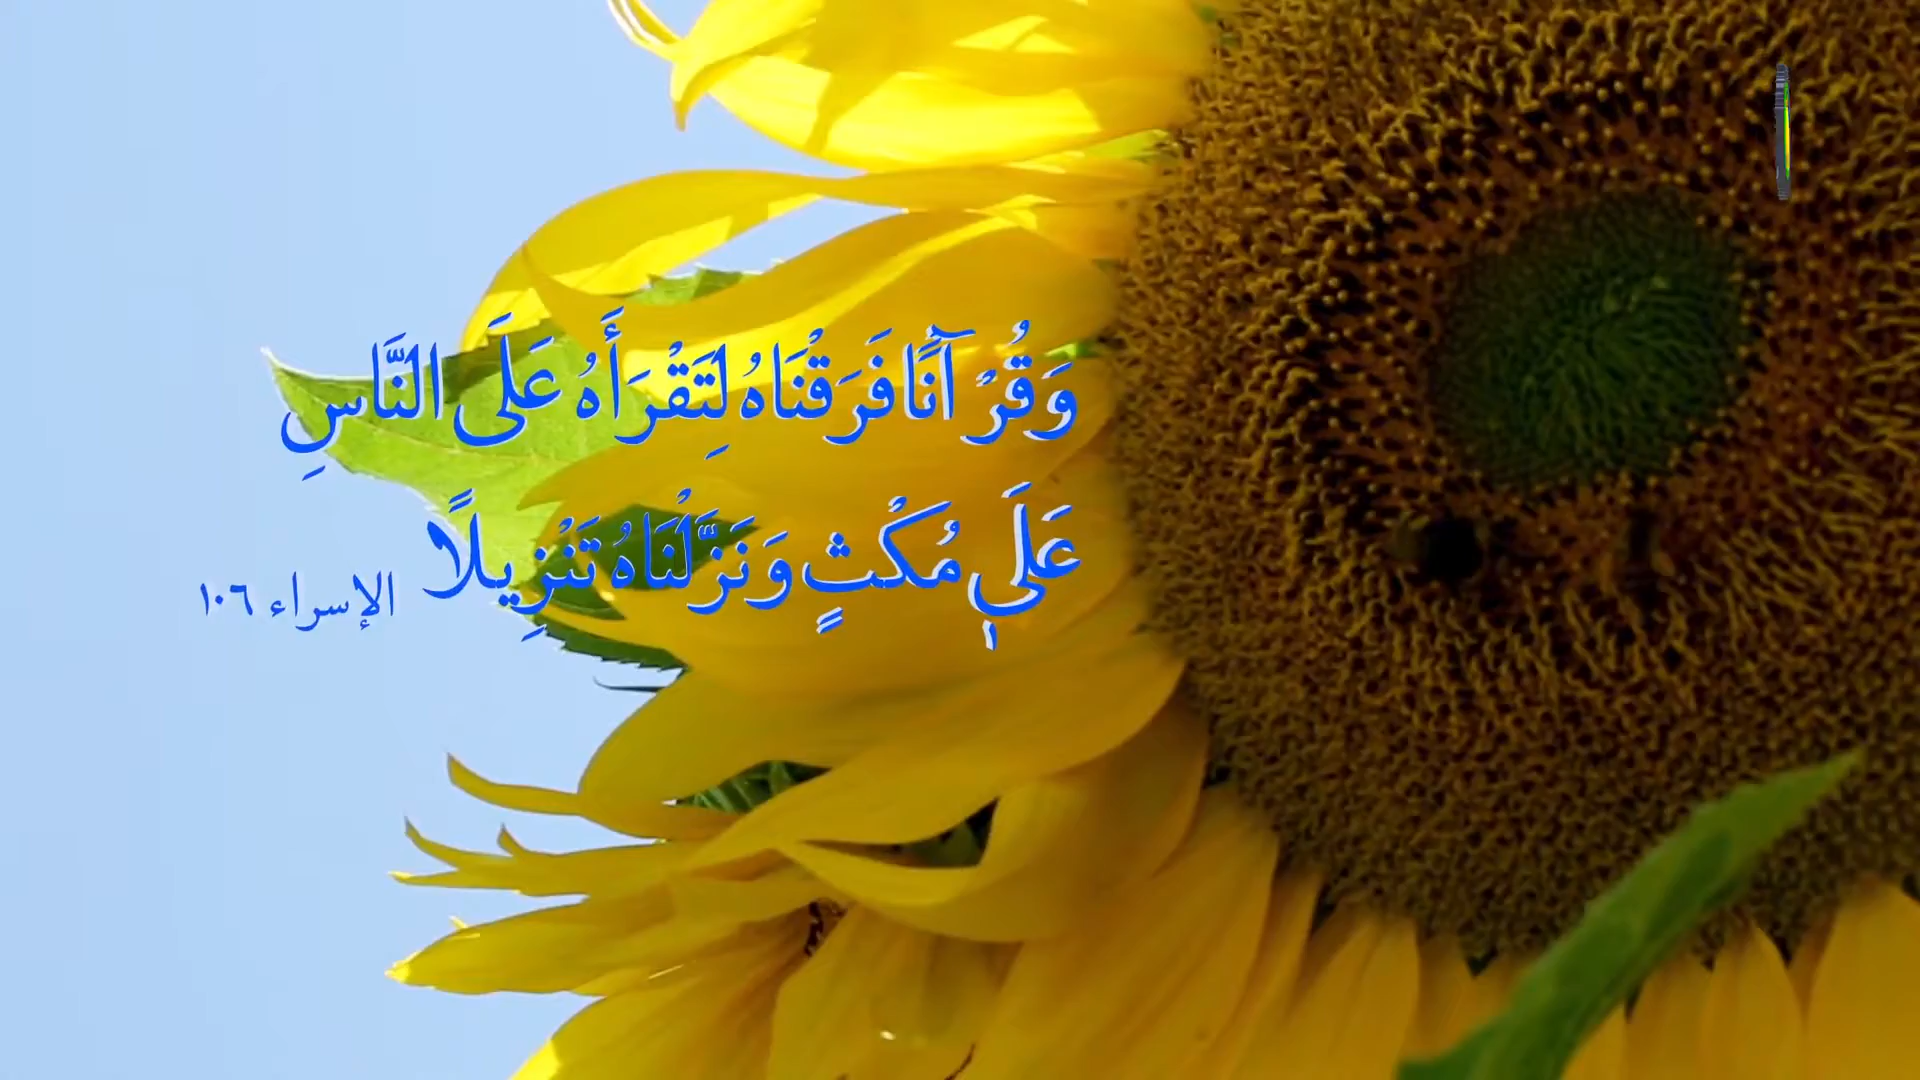 وَقُرْآنًا فَرَقْنَاهُ لِتَقْرَأَهُ عَلَى النَّاسِ
عَلَىٰ مُكْثٍ وَنَزَّلْنَاهُ تَنْزِيلًا الإسراء ١٠٦